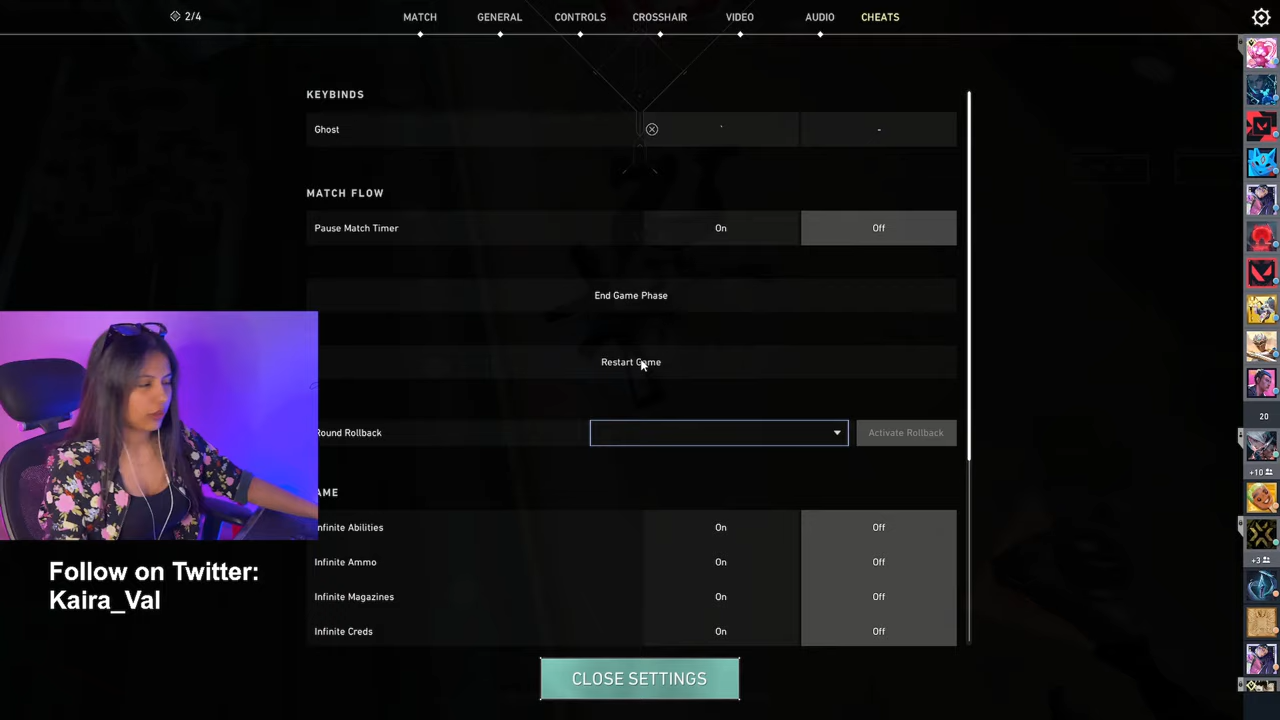 2/4
MATCH
GENERAL
CONTROLS
CROSSHAIR
VIDEO
AUDIO
CHEATS
KEYBINDS
Ghost ` -
MATCH FLOW
Pause Match Timer On Off
End Game Phase
Restart Game
Round Rollback Activate Rollback
AME
Infinite Abilities On Off
Infinite Ammo On Off
Infinite Magazines On Off
Infinite Creds On Off
CLOSE SETTINGS
Follow on Twitter:
Kaira_Val
20
+10
+3